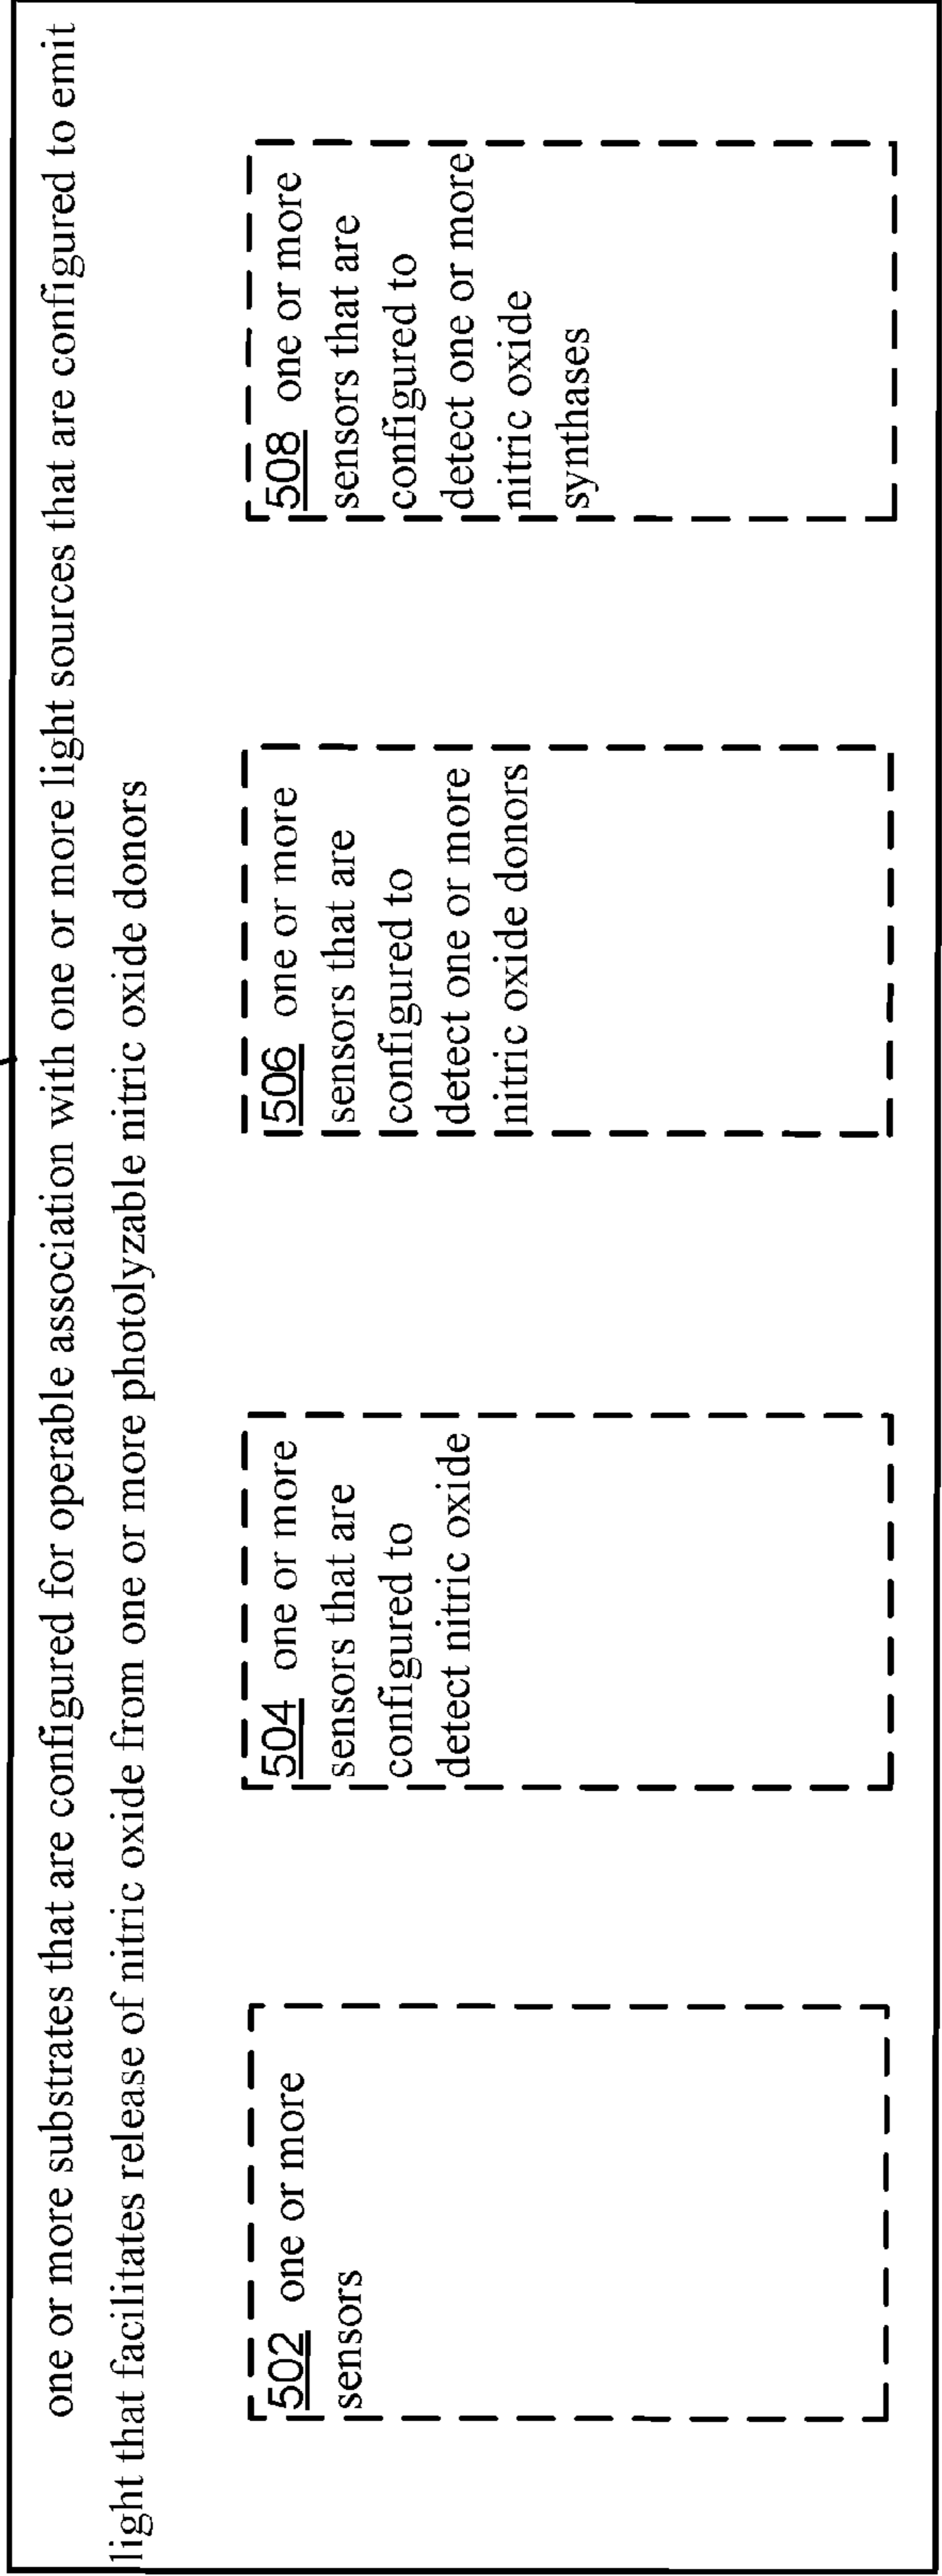 one or more substrates that are configured for operable association with one or more light sources that are configured to emit
light that facilitates release of nitric oxide from one or more photolyzable nitric oxide donors
502 one or more
sensors
504 one or more
sensors that are
configured to
detect nitric oxide
506 one or more
sensors that are
configured to
detect one or more
nitric oxide donors
508 one or more
sensors that are
configured to
detect one or more
nitric oxide
synthases